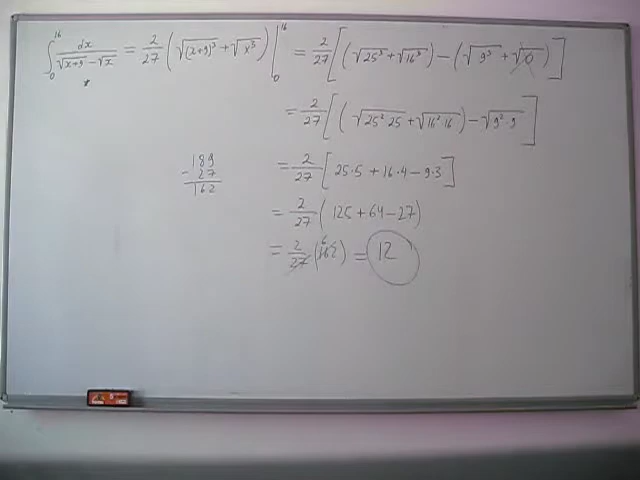 ∫₀¹⁶ dx/(√(x+9) − √x) = 2/27 (√(x+9)³ + √x³) |₀¹⁶ = 2/27 [(√25³ + √16³) − (√9³ + √0)]
= 2/27 [(√25²·25 + √16²·16) − √9²·9]
189
− 27
162
= 2/27 [25·5 + 16·4 − 9·3]
= 2/27 (125 + 64 − 27)
= 2/27 (162) 6 = 12